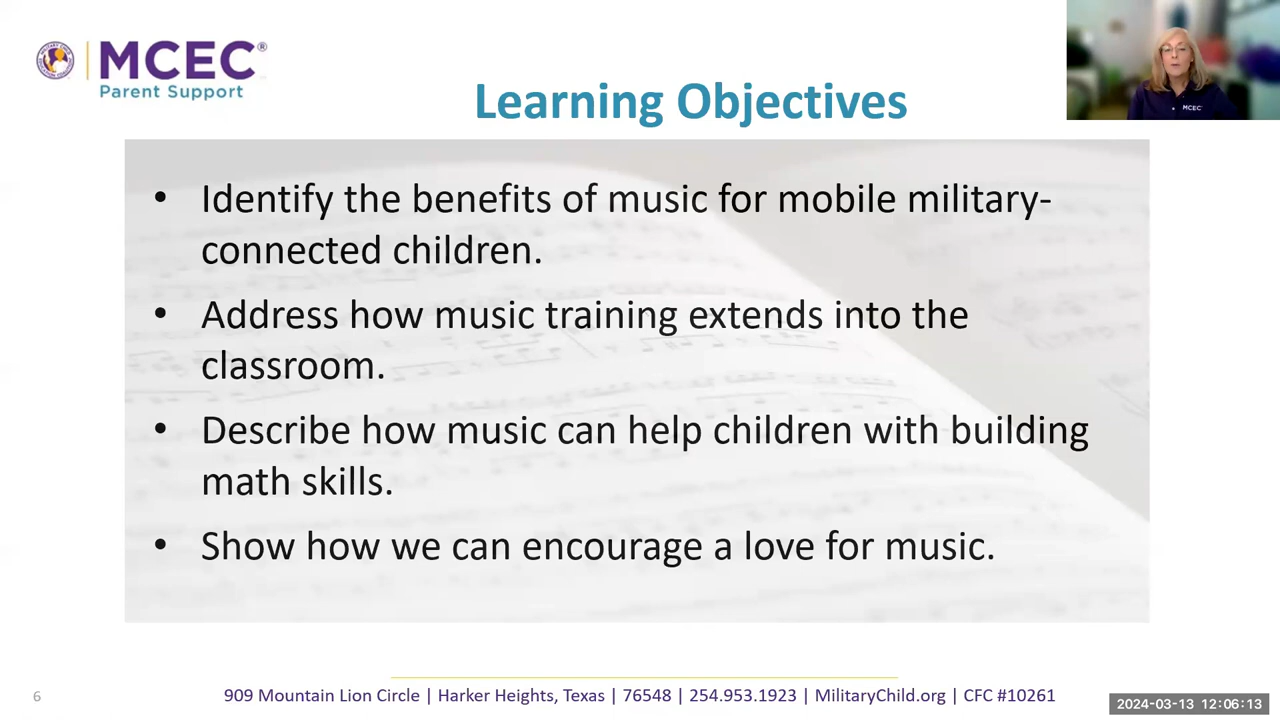 MCEC®
Parent Support
Learning Objectives
MCEC
• Identify the benefits of music for mobile military-
connected children.
• Address how music training extends into the
classroom.
• Describe how music can help children with building
math skills.
• Show how we can encourage a love for music.
6
909 Mountain Lion Circle | Harker Heights, Texas | 76548 | 254.953.1923 | MilitaryChild.org | CFC #10261
2024-03-13 12:06:13